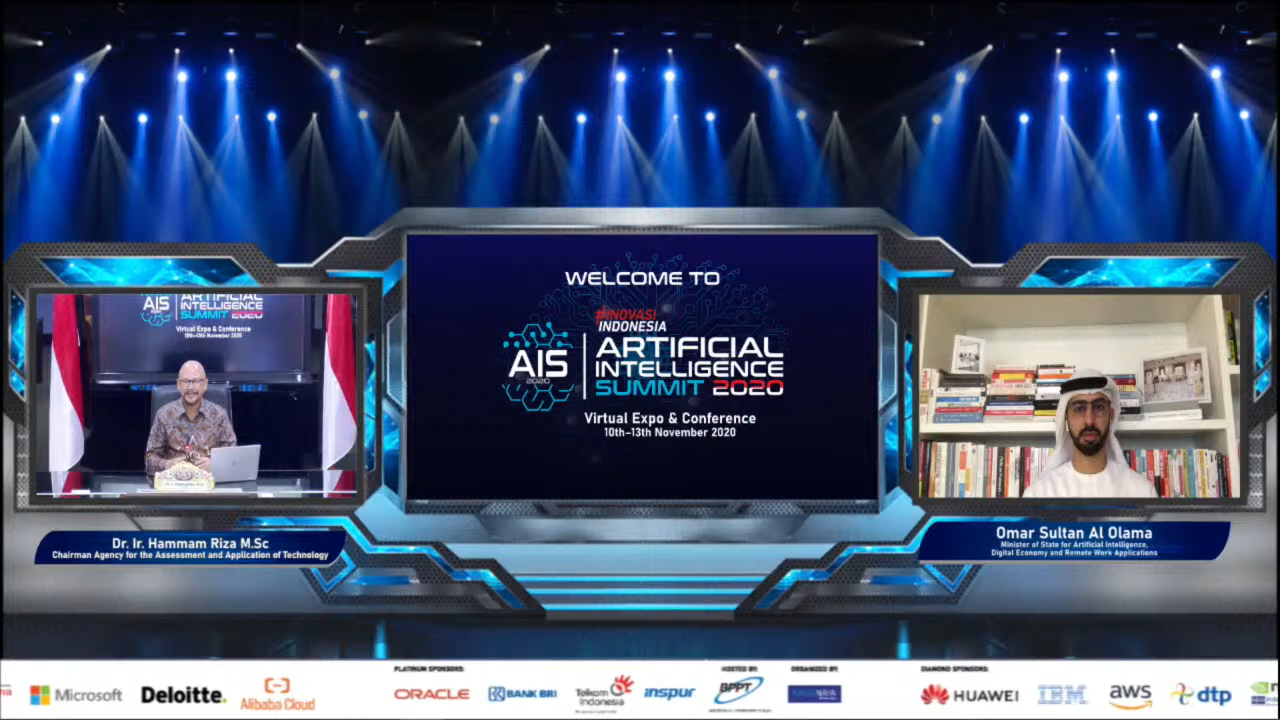 WELCOME TO
#INOVASI
INDONESIA
AIS
2020
ARTIFICIAL
INTELLIGENCE
SUMMIT 2020
Virtual Expo & Conference
10th–13th November 2020
AIS
ARTIFICIAL
INTELLIGENCE
SUMMIT 2020
Virtual Expo & Conference
10th–13th November 2020
Dr. Ir. Hammam Riza M.Sc
Chairman Agency for the Assessment and Application of Technology
Omar Sultan Al Olama
Minister of State for Artificial Intelligence,
Digital Economy and Remote Work Applications
PLATINUM SPONSORS:
HOSTED BY:
ORGANIZED BY:
DIAMOND SPONSORS:
Microsoft
Deloitte.
Alibaba Cloud
ORACLE
BANK BRI
Telkom
Indonesia
inspur
BPPT
HUAWEI
IBM
aws
dtp